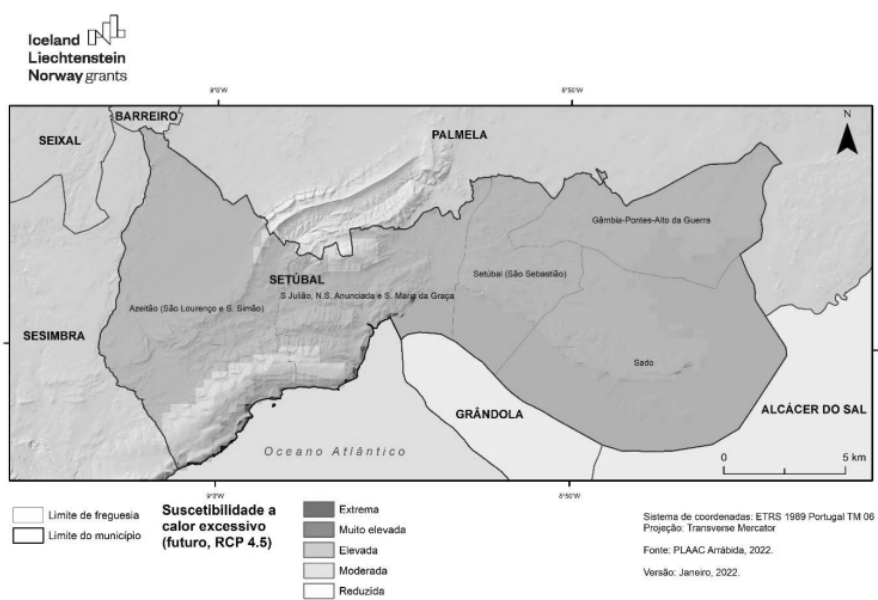 Iceland
Liechtenstein
Norway grants
9°0'W
8°50'W
BARREIRO
SEIXAL
PALMELA
N
Gâmbia-Pontes-Alto da Guerra
SETÚBAL
Setúbal (São Sebastião)
S Julião, N.S. Anunciada e S. Maria da Graça
Azeitão (São Lourenço e S. Simão)
SESIMBRA
Sado
GRÂNDOLA
ALCÁCER DO SAL
Oceano Atlântico
0 5 km
9°0'W
8°50'W
Limite de freguesia
Limite do município
Suscetibilidade a
calor excessivo
(futuro, RCP 4.5)
Extrema
Muito elevada
Elevada
Moderada
Reduzida
Sistema de coordenadas: ETRS 1989 Portugal TM 06
Projeção: Transverse Mercator
Fonte: PLAAC Arrábida, 2022.
Versão: Janeiro, 2022.